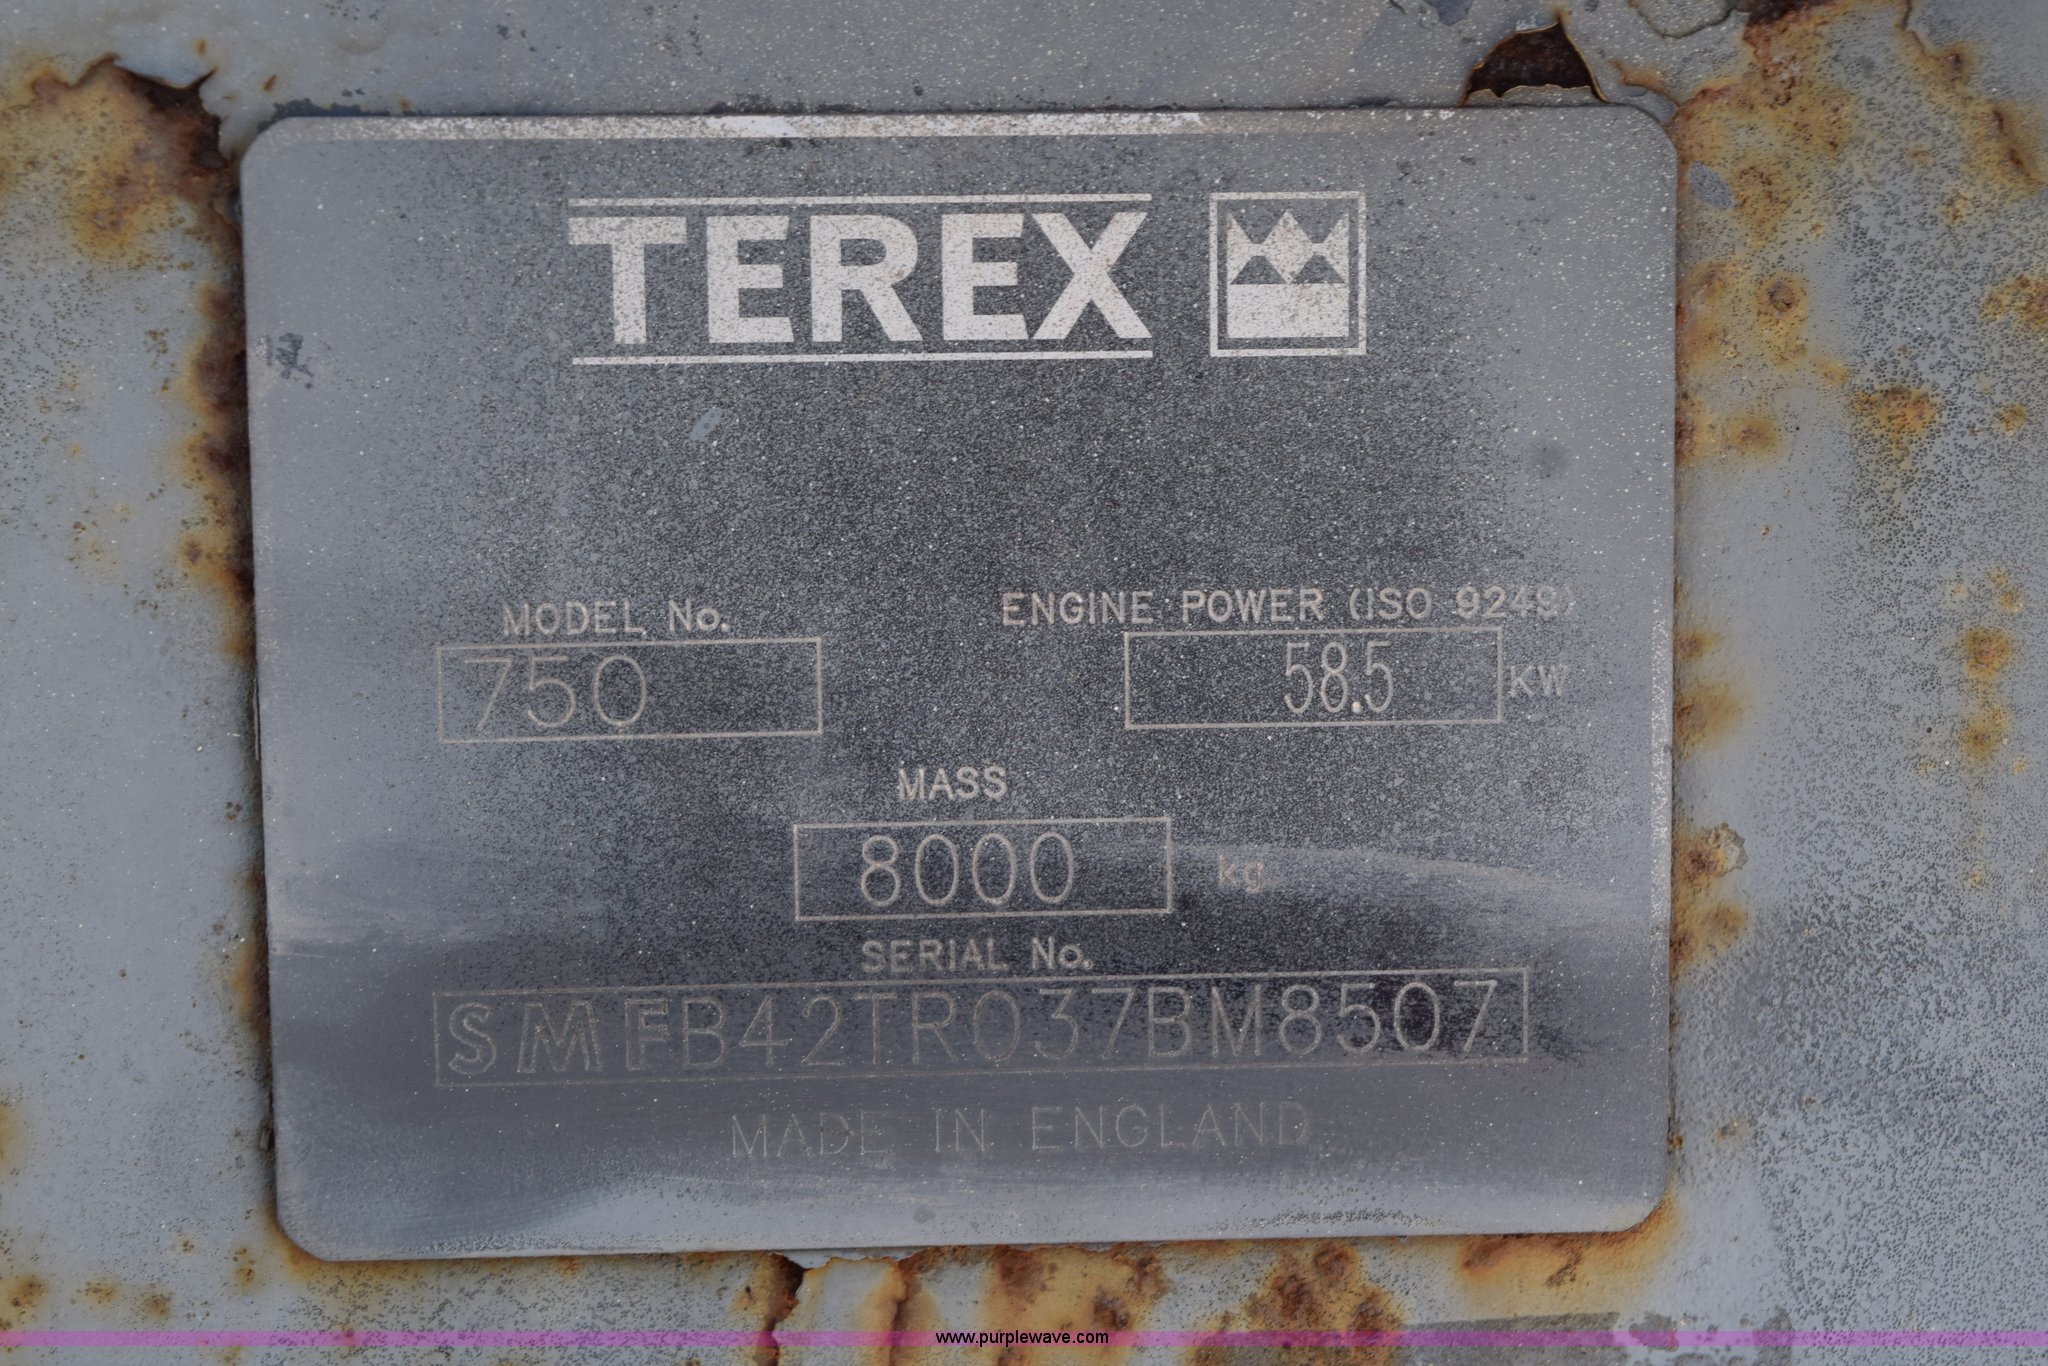 TEREX
MODEL No.
750
ENGINE POWER (ISO 9249)
58.5 KW
MASS
8000 kg
SERIAL No.
SMFB42TR037BM8507
MADE IN ENGLAND
www.purplewave.com